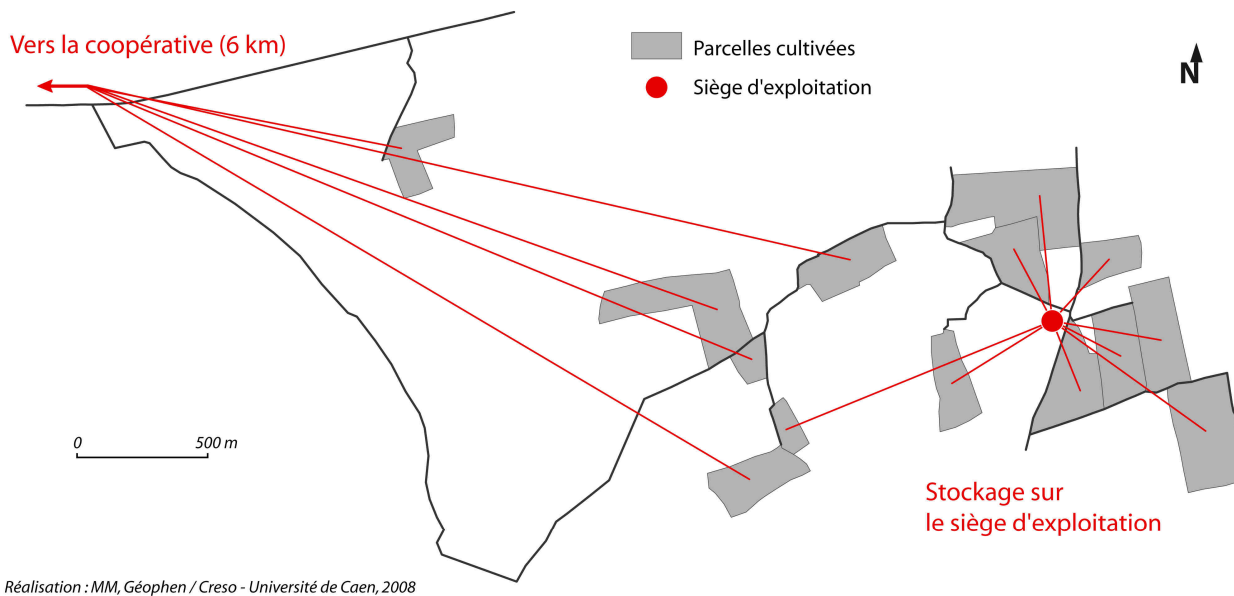 Vers la coopérative (6 km)
Parcelles cultivées
Siège d'exploitation
N
0 500 m
Stockage sur
le siège d'exploitation
Réalisation : MM, Géophen / Creso - Université de Caen, 2008